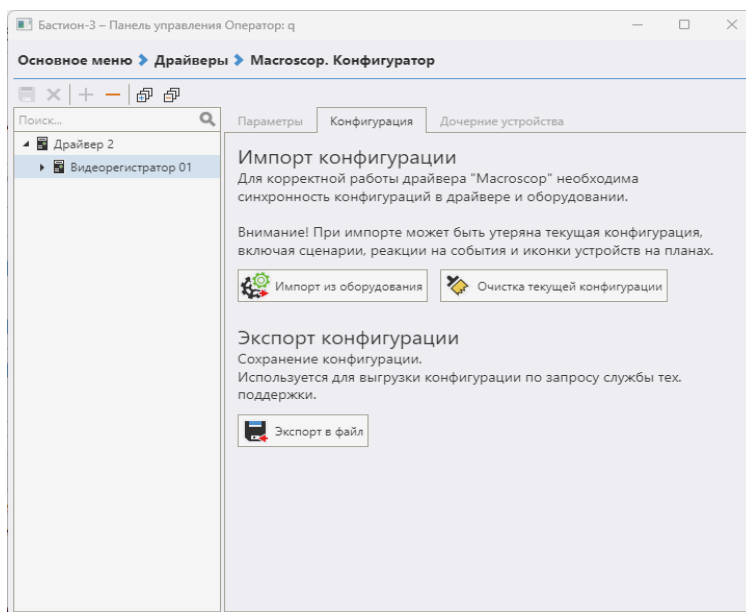 Бастион-3 – Панель управления Оператор: q
Основное меню Драйверы Macroscop. Конфигуратор
Поиск...
Драйвер 2
Видеорегистратор 01
Параметры Конфигурация Дочерние устройства
Импорт конфигурации
Для корректной работы драйвера "Macroscop" необходима
синхронность конфигураций в драйвере и оборудовании.
Внимание! При импорте может быть утеряна текущая конфигурация,
включая сценарии, реакции на события и иконки устройств на планах.
Импорт из оборудования Очистка текущей конфигурации
Экспорт конфигурации
Сохранение конфигурации.
Используется для выгрузки конфигурации по запросу службы тех.
поддержки.
Экспорт в файл